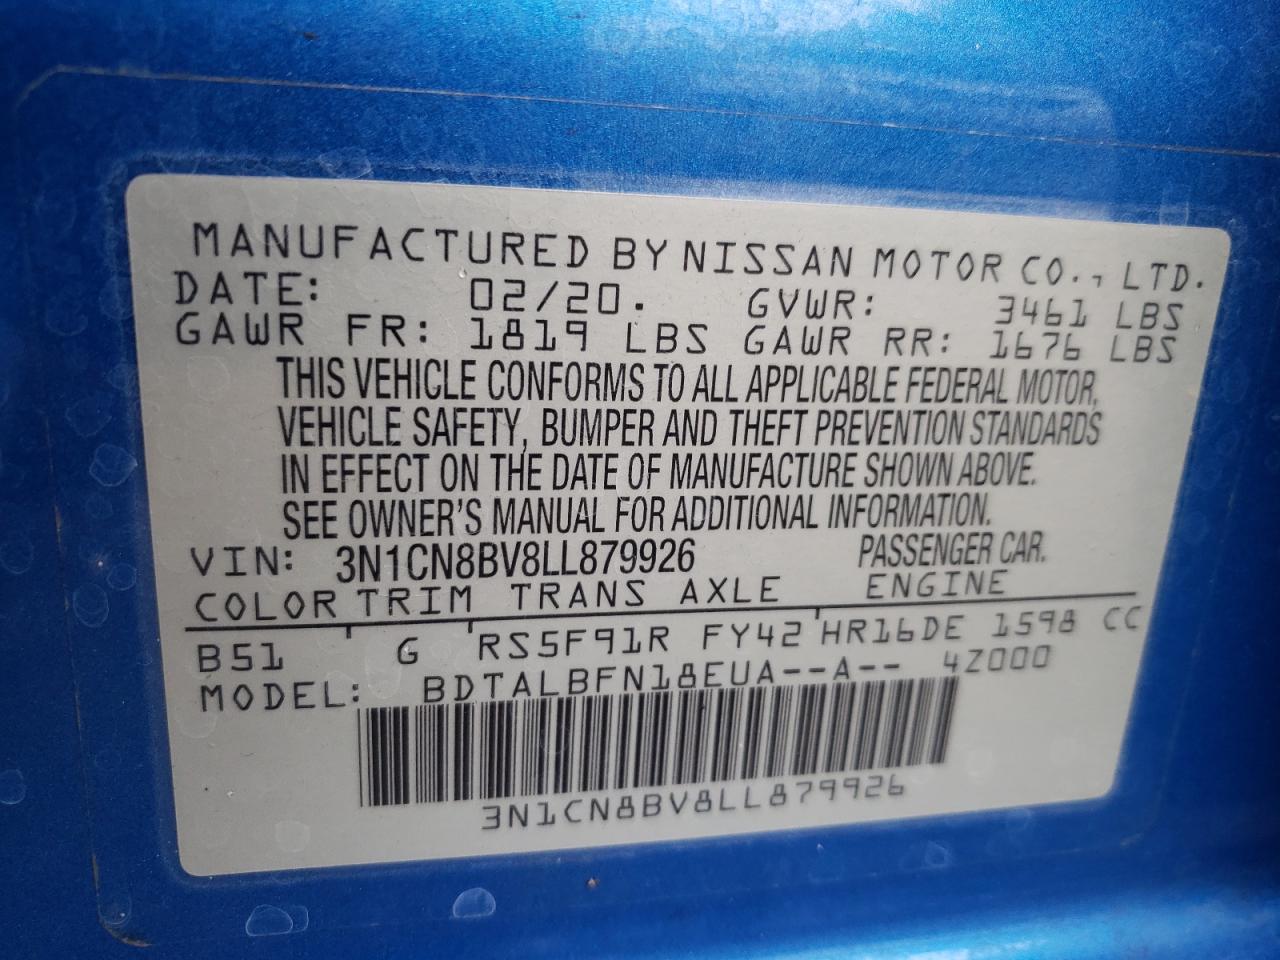 MANUFACTURED BY NISSAN MOTOR CO., LTD.
DATE: 02/20. GVWR: 3461 LBS
GAWR FR: 1819 LBS GAWR RR: 1676 LBS
THIS VEHICLE CONFORMS TO ALL APPLICABLE FEDERAL MOTOR,
VEHICLE SAFETY, BUMPER AND THEFT PREVENTION STANDARDS
IN EFFECT ON THE DATE OF MANUFACTURE SHOWN ABOVE.
SEE OWNER'S MANUAL FOR ADDITIONAL INFORMATION.
VIN: 3N1CN8BV8LL879926 PASSENGER CAR.
COLOR TRIM TRANS AXLE ENGINE
B51 G RS5F91R FY42 HR16DE 1598 CC
MODEL: BDTALBFN18EUA--A-- 4Z000
3N1CN8BV8LL879926